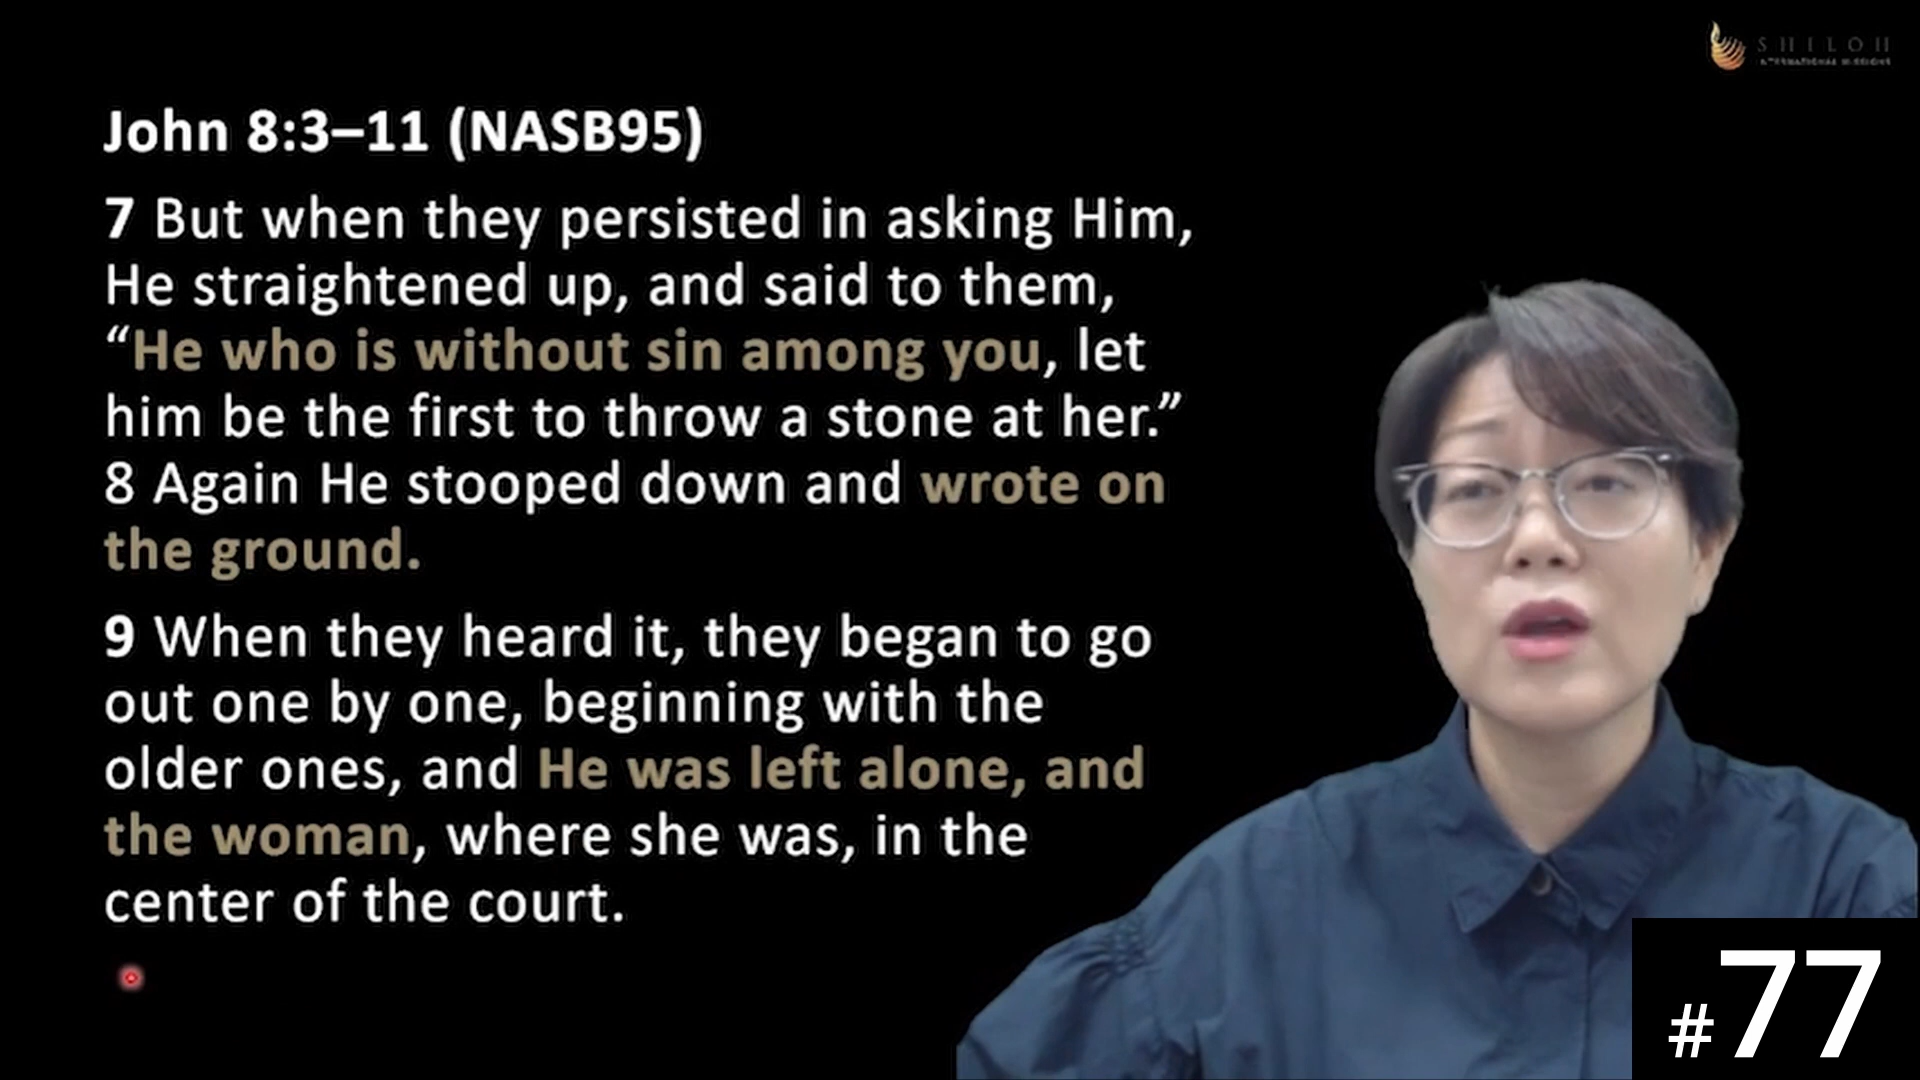 SHILOH
INTERNATIONAL MISSIONS
John 8:3–11 (NASB95)
7 But when they persisted in asking Him,
He straightened up, and said to them,
“He who is without sin among you, let
him be the first to throw a stone at her.”
8 Again He stooped down and wrote on
the ground.
9 When they heard it, they began to go
out one by one, beginning with the
older ones, and He was left alone, and
the woman, where she was, in the
center of the court.
#77